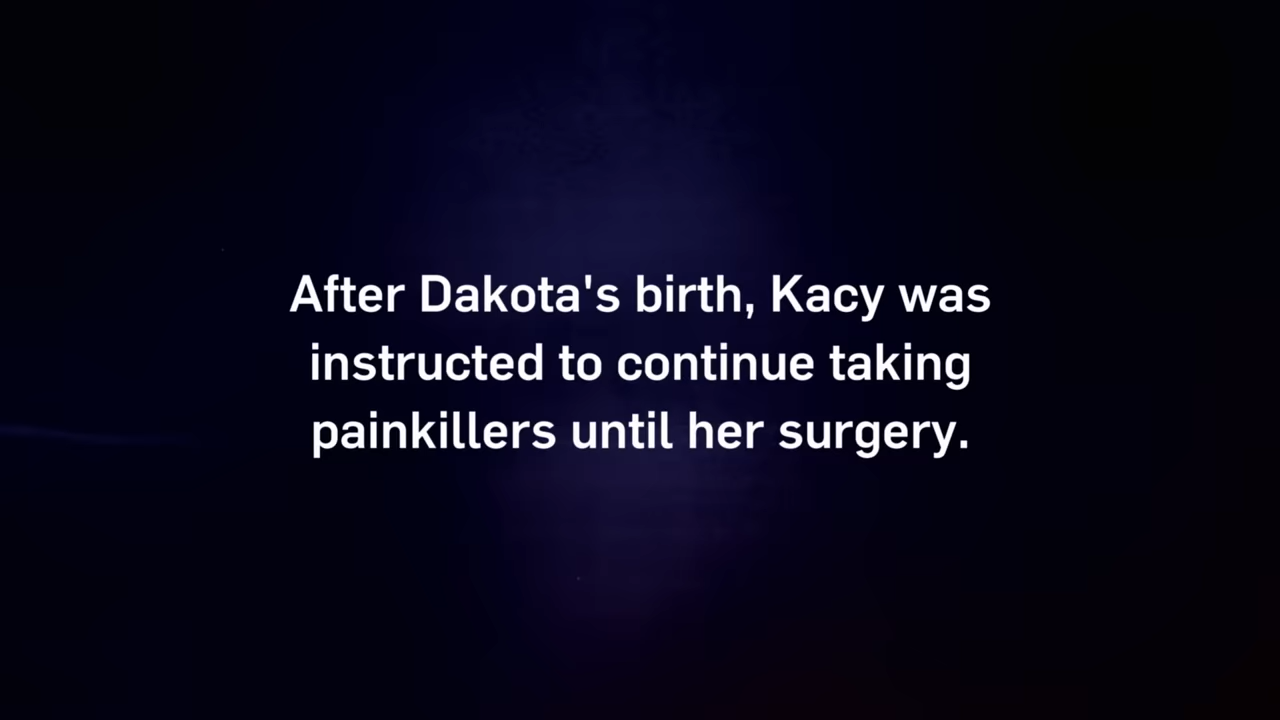 After Dakota's birth, Kacy was
instructed to continue taking
painkillers until her surgery.